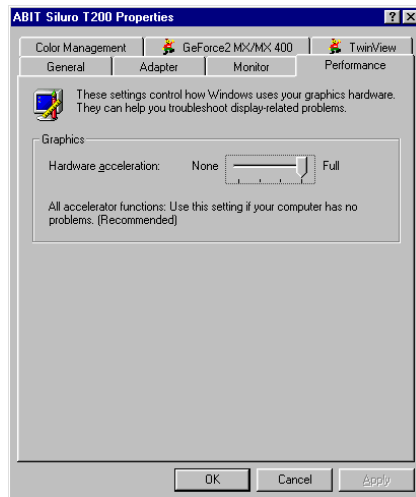 ABIT Siluro T200 Properties
Color Management
GeForce2 MX/MX 400
TwinView
General
Adapter
Monitor
Performance
These settings control how Windows uses your graphics hardware.
They can help you troubleshoot display-related problems.
Graphics
Hardware acceleration:
None
Full
All accelerator functions: Use this setting if your computer has no
problems. (Recommended)
OK
Cancel
Apply